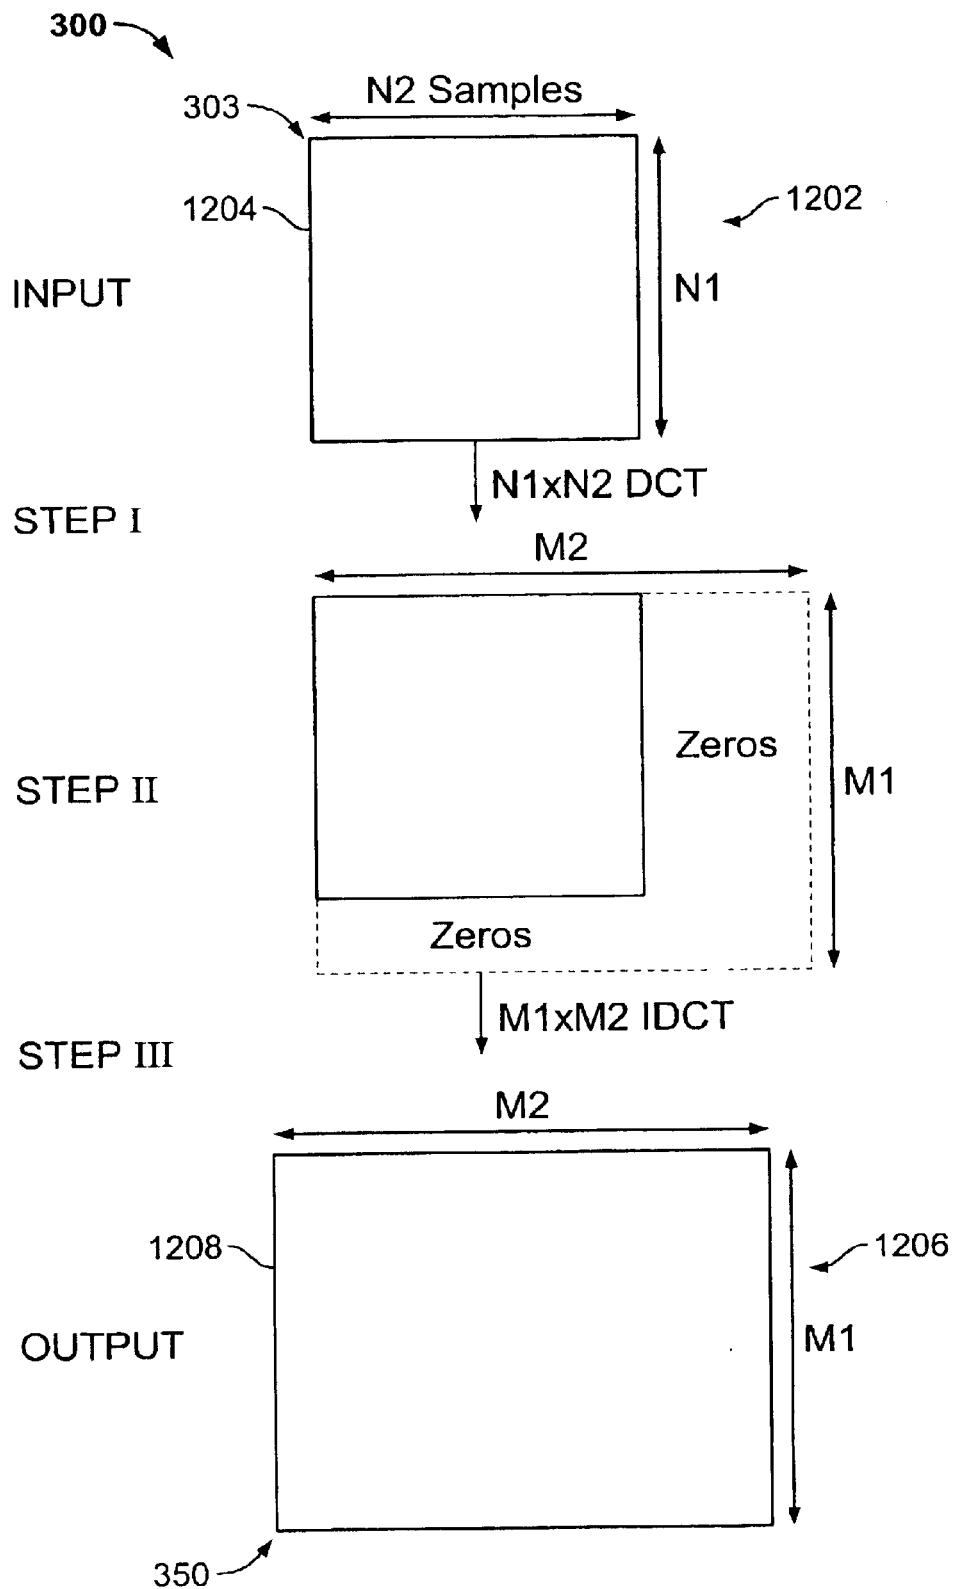 300
N2 Samples
303
1204
1202
INPUT
N1
N1xN2 DCT
STEP I
M2
Zeros
STEP II
M1
Zeros
M1xM2 IDCT
STEP III
M2
1208
1206
OUTPUT
M1
350